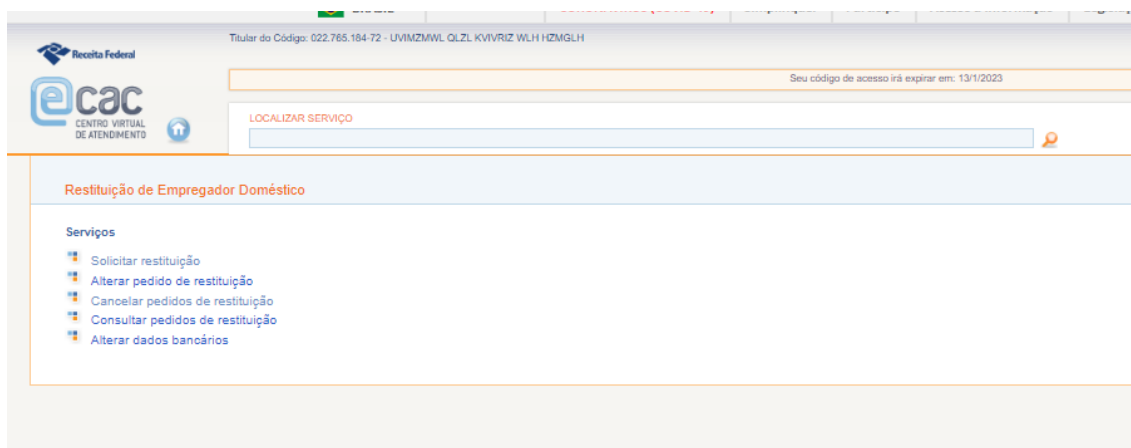 Titular do Código: 022.765.184-72 - UVIMZMWL QLZL KVIVRIZ WLH HZMGLH
Receita Federal
Seu código de acesso irá expirar em: 13/1/2023
ecac
CENTRO VIRTUAL
DE ATENDIMENTO
LOCALIZAR SERVIÇO
Restituição de Empregador Doméstico
Serviços
Solicitar restituição
Alterar pedido de restituição
Cancelar pedidos de restituição
Consultar pedidos de restituição
Alterar dados bancários